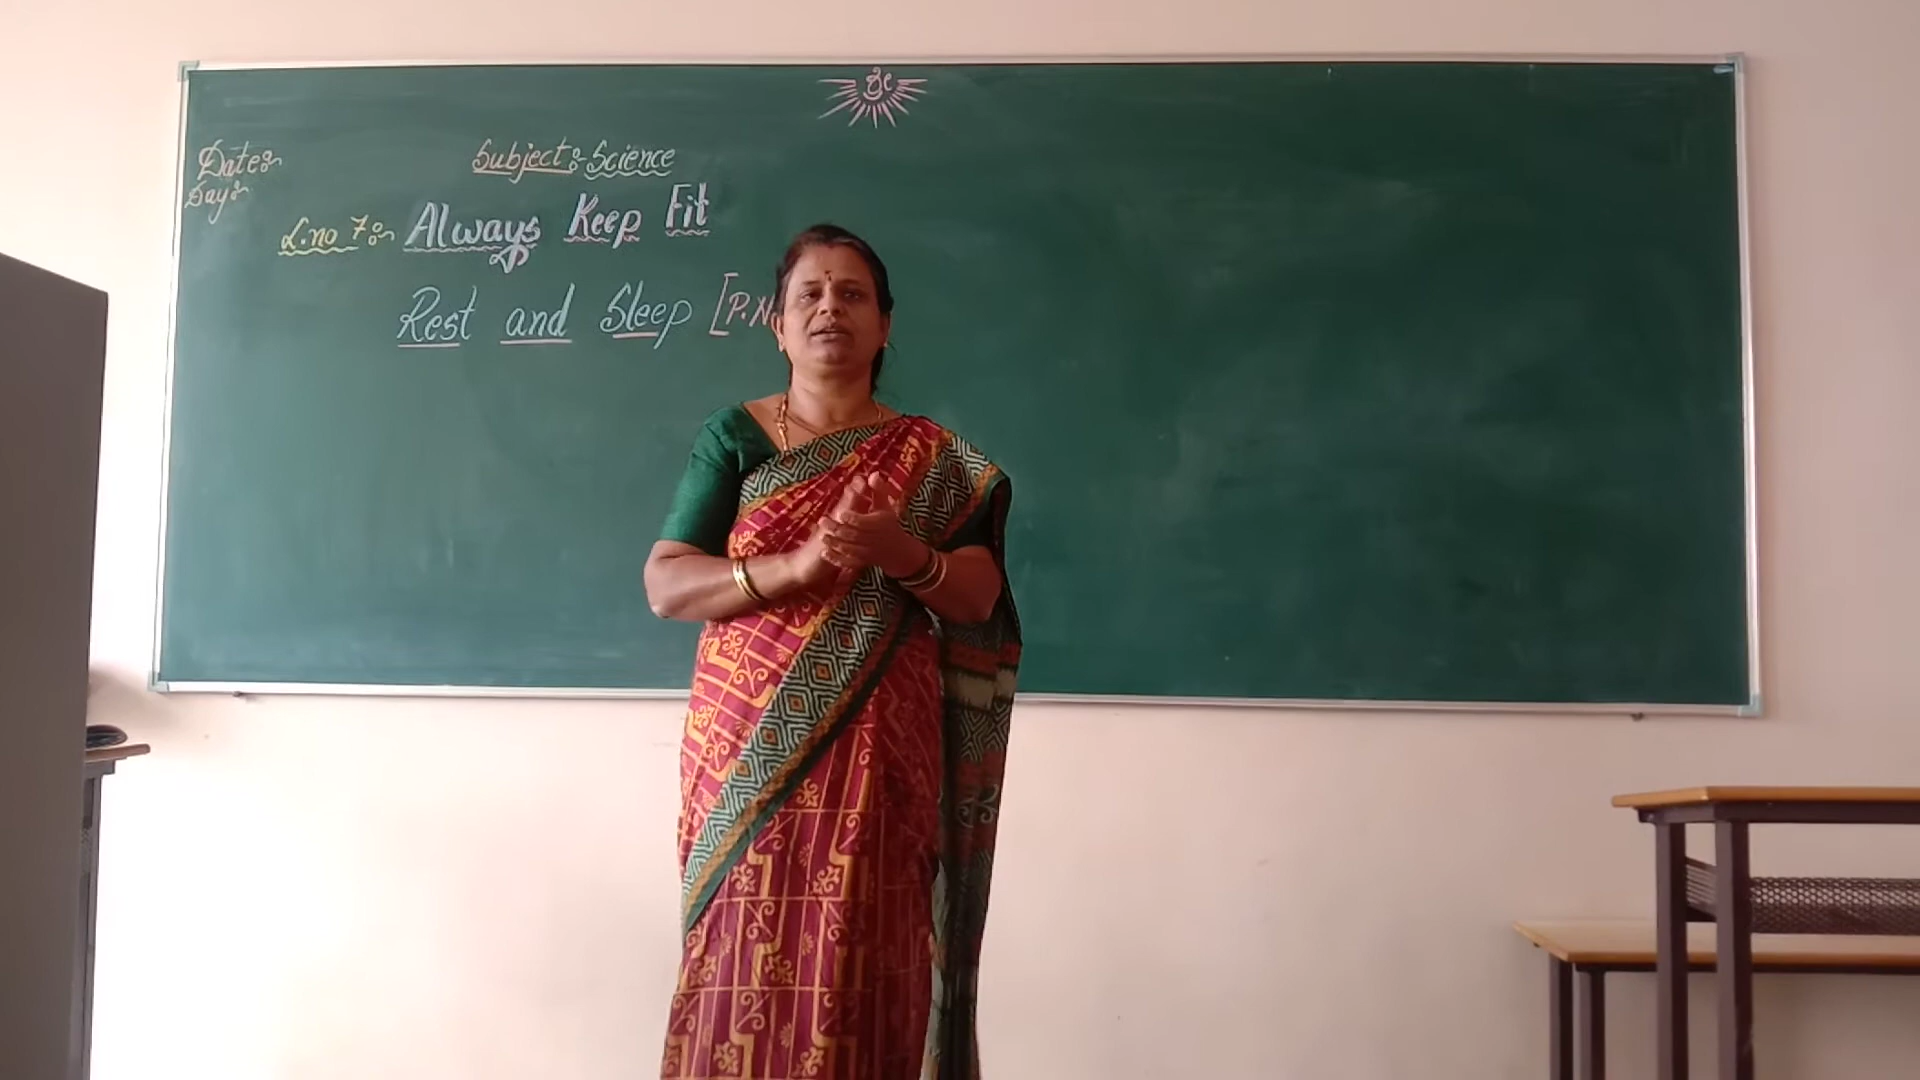 ಶ್ರೀ
Date:-
Subject:-Science
Day:-
L.no 7:- Always Keep Fit
Rest and Sleep [P.N